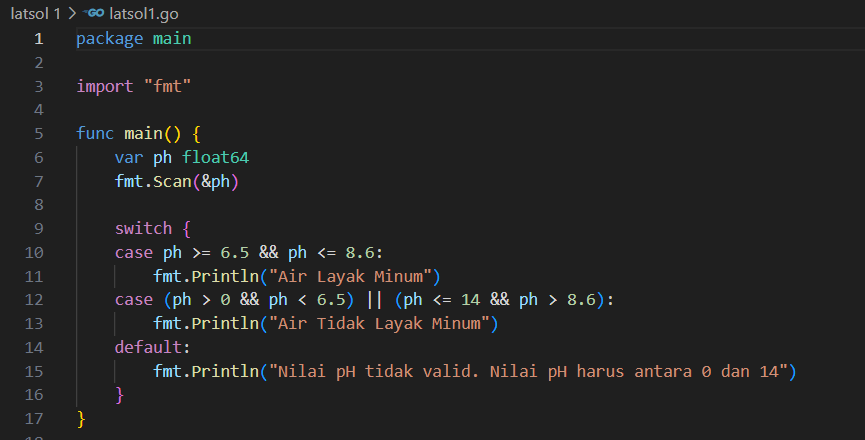 latsol 1 > GO latsol1.go
1 package main
2
3 import "fmt"
4
5 func main() {
6     var ph float64
7     fmt.Scan(&ph)
8
9     switch {
10     case ph >= 6.5 && ph <= 8.6:
11         fmt.Println("Air Layak Minum")
12     case (ph > 0 && ph < 6.5) || (ph <= 14 && ph > 8.6):
13         fmt.Println("Air Tidak Layak Minum")
14     default:
15         fmt.Println("Nilai pH tidak valid. Nilai pH harus antara 0 dan 14")
16     }
17 }